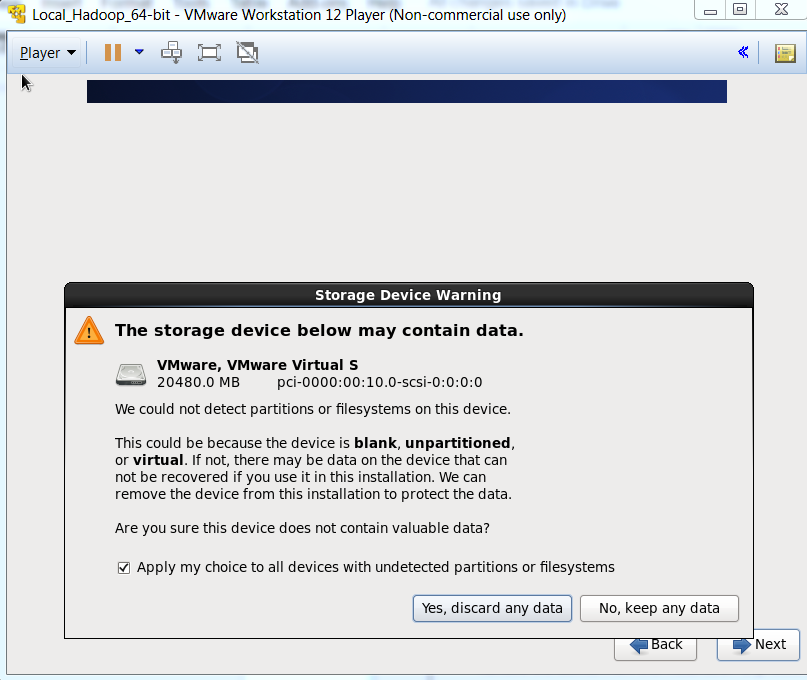 Local_Hadoop_64-bit - VMware Workstation 12 Player (Non-commercial use only)
Player
Storage Device Warning
The storage device below may contain data.
VMware, VMware Virtual S
20480.0 MB pci-0000:00:10.0-scsi-0:0:0:0
We could not detect partitions or filesystems on this device.
This could be because the device is blank, unpartitioned,
or virtual. If not, there may be data on the device that can
not be recovered if you use it in this installation. We can
remove the device from this installation to protect the data.
Are you sure this device does not contain valuable data?
Apply my choice to all devices with undetected partitions or filesystems
Yes, discard any data
No, keep any data
Back
Next